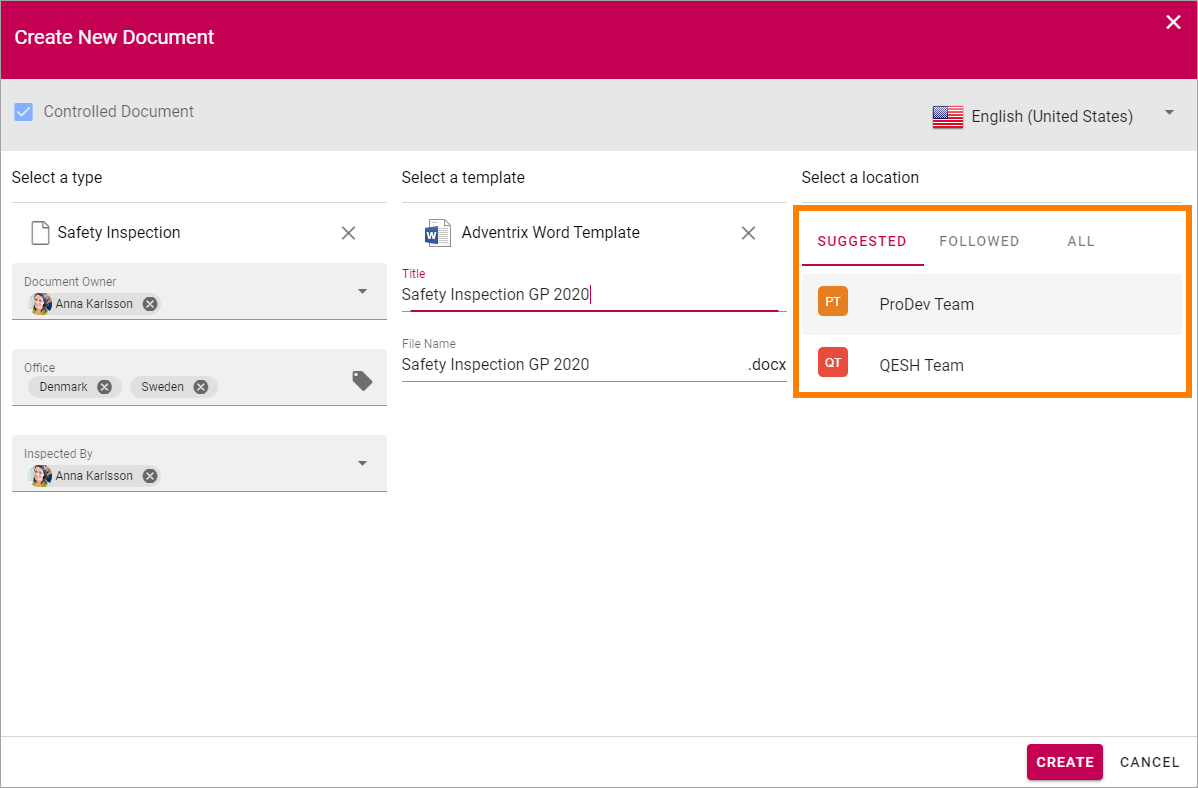 Create New Document
Controlled Document
English (United States)
Select a type
Safety Inspection
Document Owner
Anna Karlsson
Office
Denmark Sweden
Inspected By
Anna Karlsson
Select a template
W
Adventrix Word Template
Title
Safety Inspection GP 2020
File Name
Safety Inspection GP 2020 .docx
Select a location
SUGGESTED FOLLOWED ALL
PT ProDev Team
QT QESH Team
CREATE CANCEL